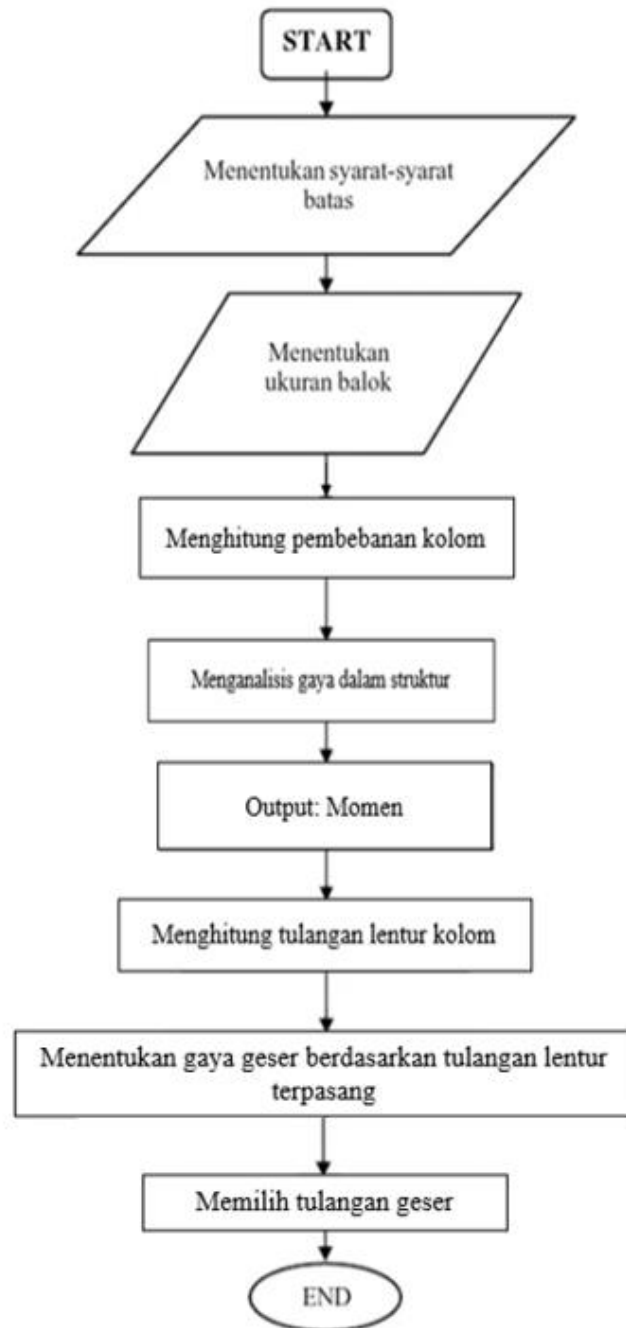 START
Menentukan syarat-syarat
batas
Menentukan
ukuran balok
Menghitung pembebanan kolom
Menganalisis gaya dalam struktur
Output: Momen
Menghitung tulangan lentur kolom
Menentukan gaya geser berdasarkan tulangan lentur
terpasang
Memilih tulangan geser
END